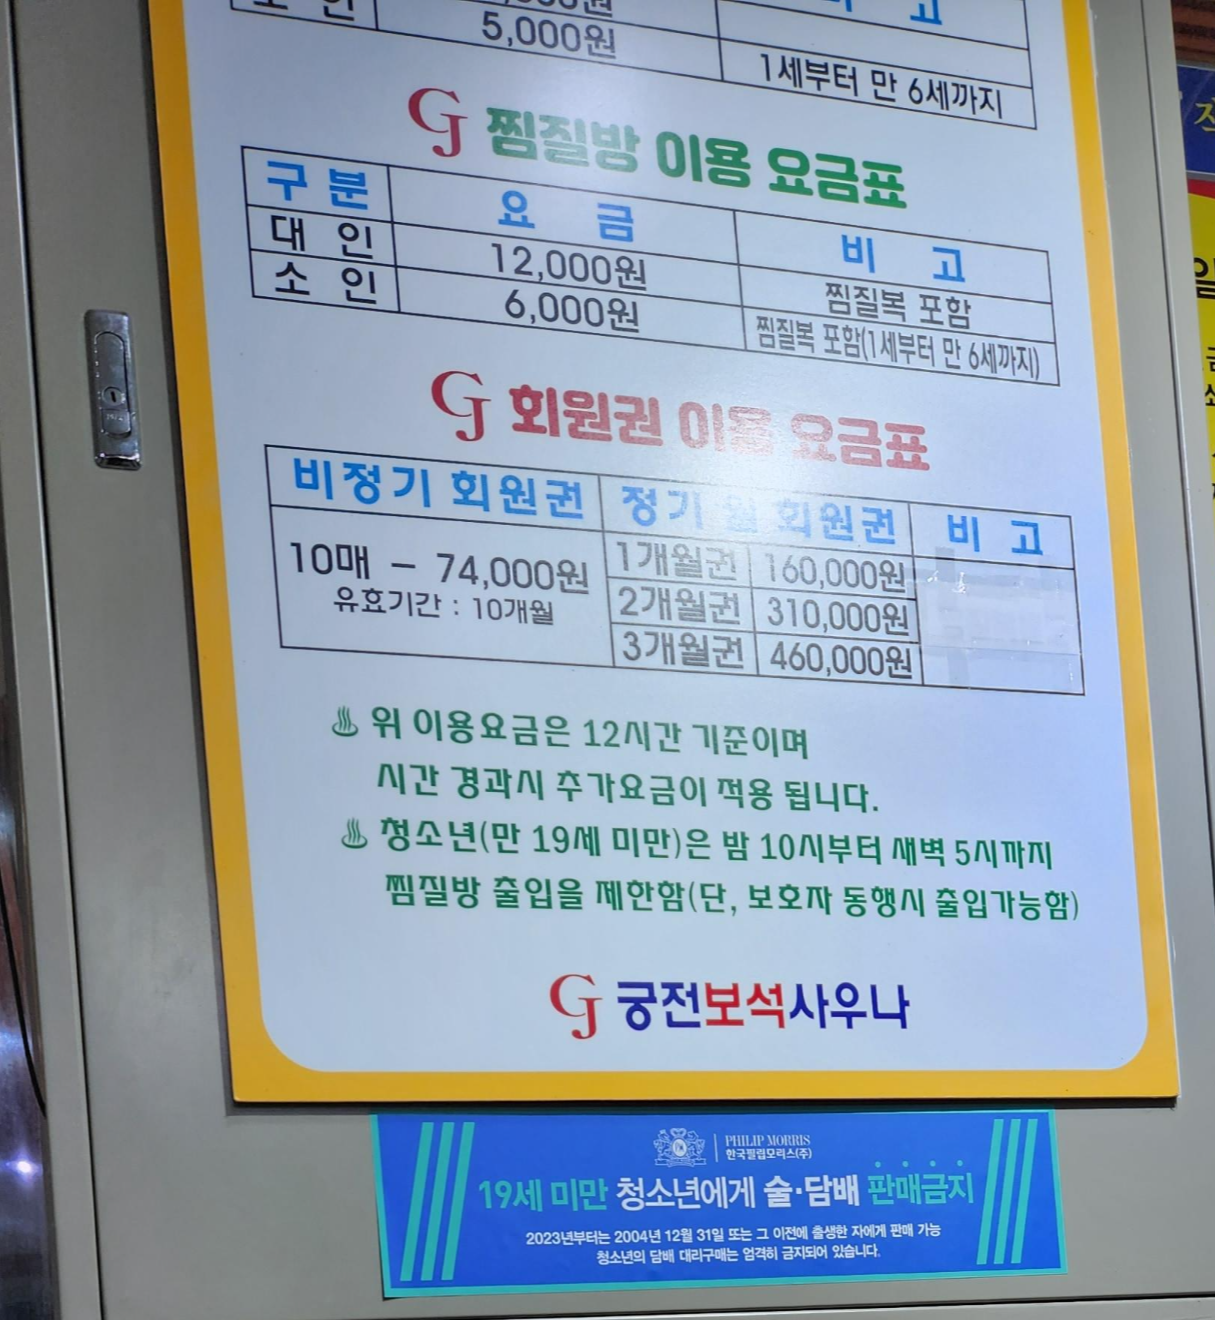 소 인
5,000원
1세부터 만 6세까지
GJ 찜질방 이용 요금표
구 분 요 금 비 고
대 인 12,000원 찜질복 포함
소 인 6,000원 찜질복 포함(1세부터 만 6세까지)
GJ 회원권 이용 요금표
비정기 회원권 정기 월 회원권 비 고
10매 - 74,000원
유효기간 : 10개월
1개월권 160,000원
2개월권 310,000원
3개월권 460,000원
♨ 위 이용요금은 12시간 기준이며
시간 경과시 추가요금이 적용 됩니다.
♨ 청소년(만 19세 미만)은 밤 10시부터 새벽 5시까지
찜질방 출입을 제한함(단, 보호자 동행시 출입가능함)
GJ 궁전보석사우나
PHILIP MORRIS
한국필립모리스(주)
19세 미만 청소년에게 술·담배 판매금지
2023년부터는 2004년 12월 31일 또는 그 이전에 출생한 자에게 판매 가능
청소년의 담배 대리구매는 엄격히 금지되어 있습니다.